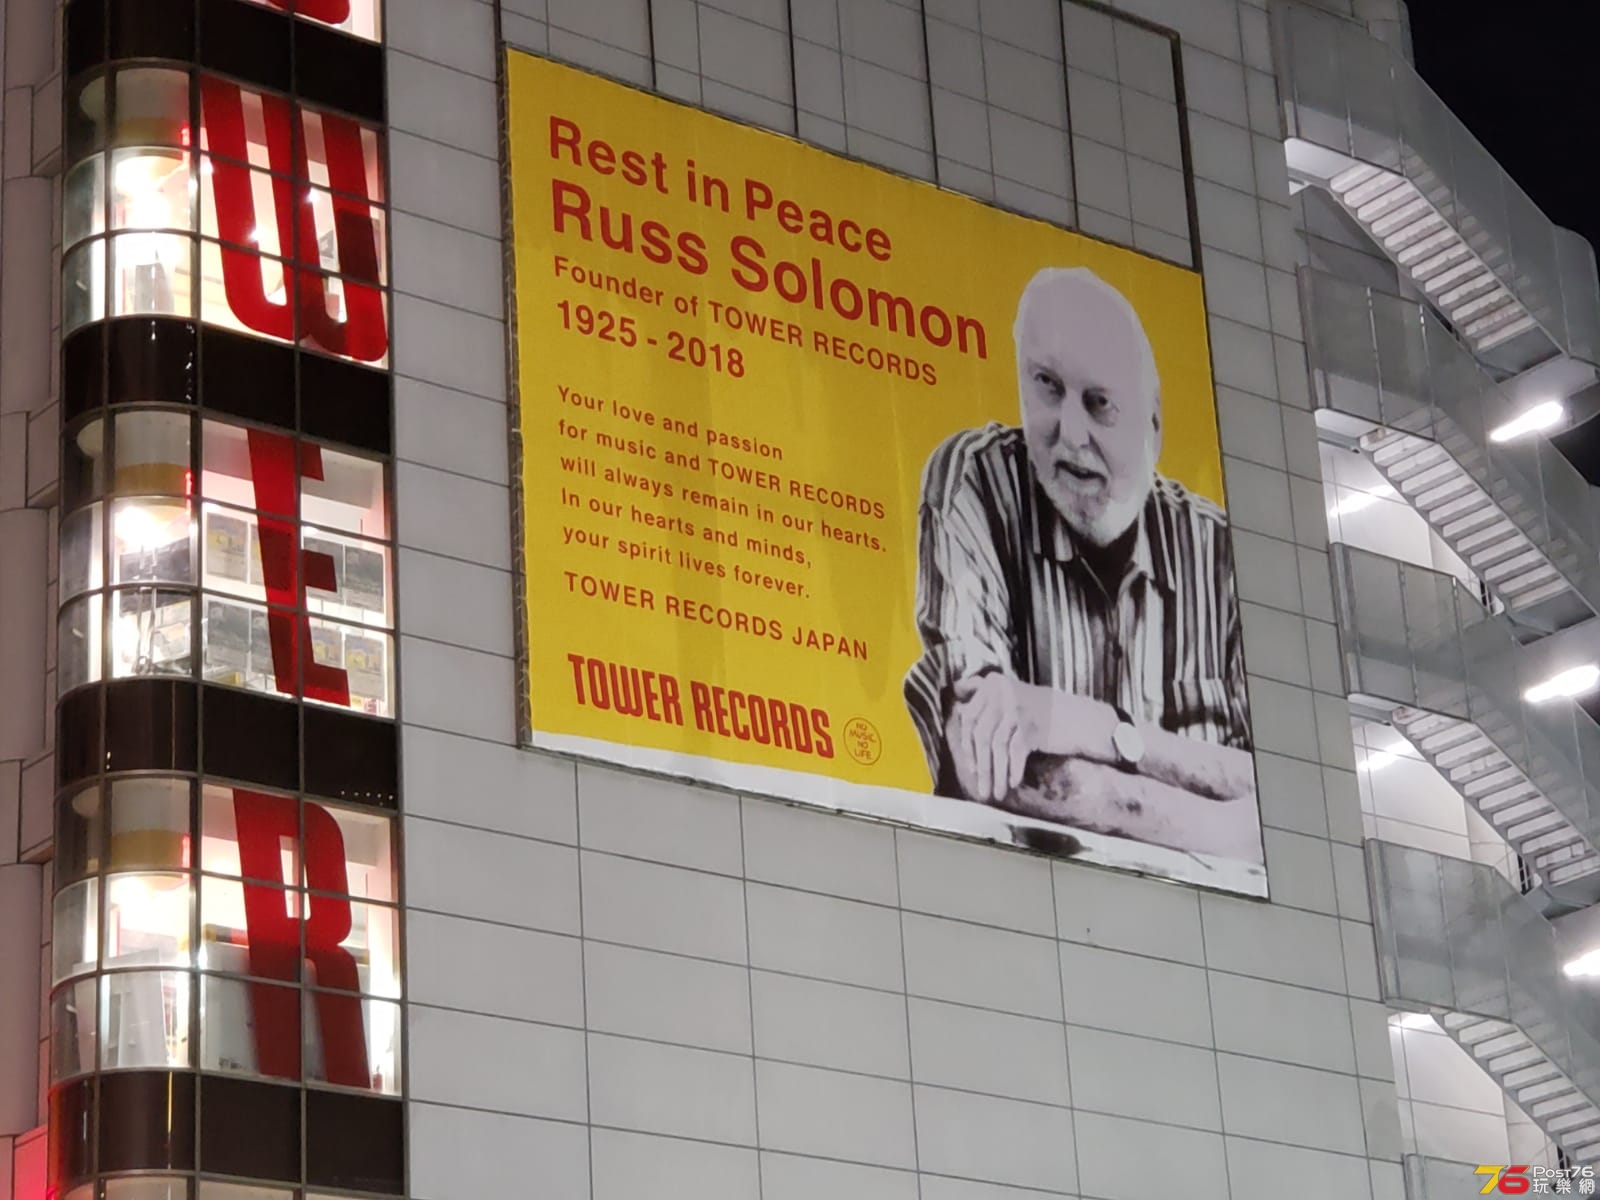 W
E
R
Rest in Peace
Russ Solomon
Founder of TOWER RECORDS
1925 - 2018
Your love and passion
for music and TOWER RECORDS
will always remain in our hearts.
In our hearts and minds,
your spirit lives forever.
TOWER RECORDS JAPAN
TOWER RECORDS
NO
MUSIC,
NO
LIFE.
76 POST76
玩樂網